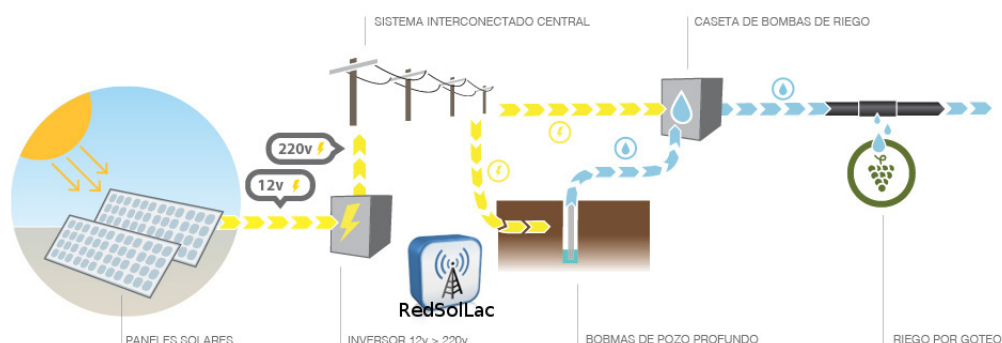 SISTEMA INTERCONECTADO CENTRAL
CASETA DE BOMBAS DE RIEGO
220v
12v
RedSolLac
PANELES SOLARES
INVERSOR 12v > 220v
BOBMAS DE POZO PROFUNDO
RIEGO POR GOTEO